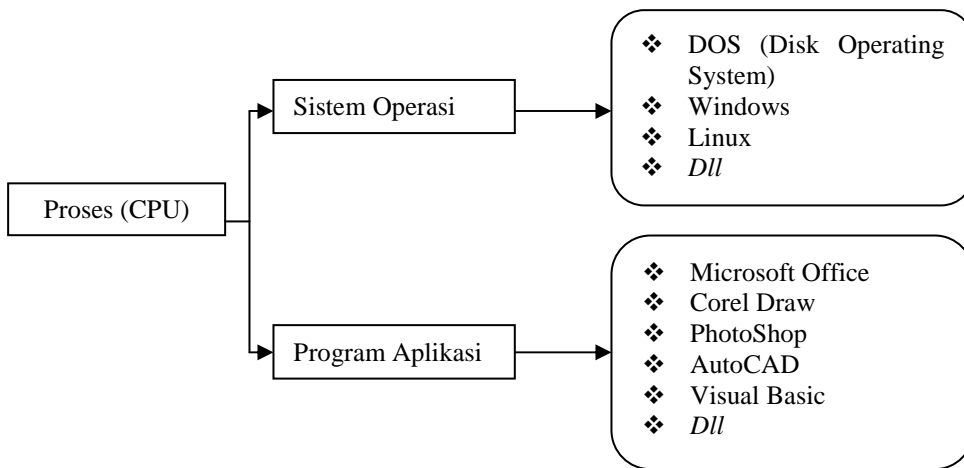 Proses (CPU)
Sistem Operasi
❖ DOS (Disk Operating
System)
❖ Windows
❖ Linux
❖ Dll
Program Aplikasi
❖ Microsoft Office
❖ Corel Draw
❖ PhotoShop
❖ AutoCAD
❖ Visual Basic
❖ Dll